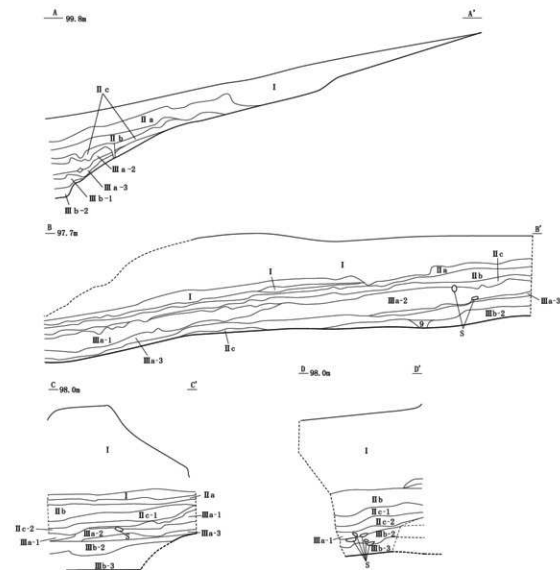 A A'
99.8m
I
Ⅱc
Ⅱa
Ⅱb
Ⅲa-2
Ⅲa-3
Ⅲb-1
Ⅲb-2
B B'
97.7m
Ⅱc
I
Ⅱa
I Ⅱb
I
Ⅲa-2 Ⅲa-3
Ⅲb-2
9
S
Ⅲa-1
Ⅲa-3
Ⅱc
C 98.0m C'
I
I
Ⅱa
Ⅱb
Ⅱc-1 Ⅲa-1
Ⅱc-2
Ⅲa-2 S Ⅲa-3
Ⅲa-1
Ⅲb-2
Ⅲb-3
D 98.0m D'
I
Ⅱb
Ⅱc-1
Ⅱc-2
Ⅲb-2
Ⅲa-1
Ⅲb-3
S